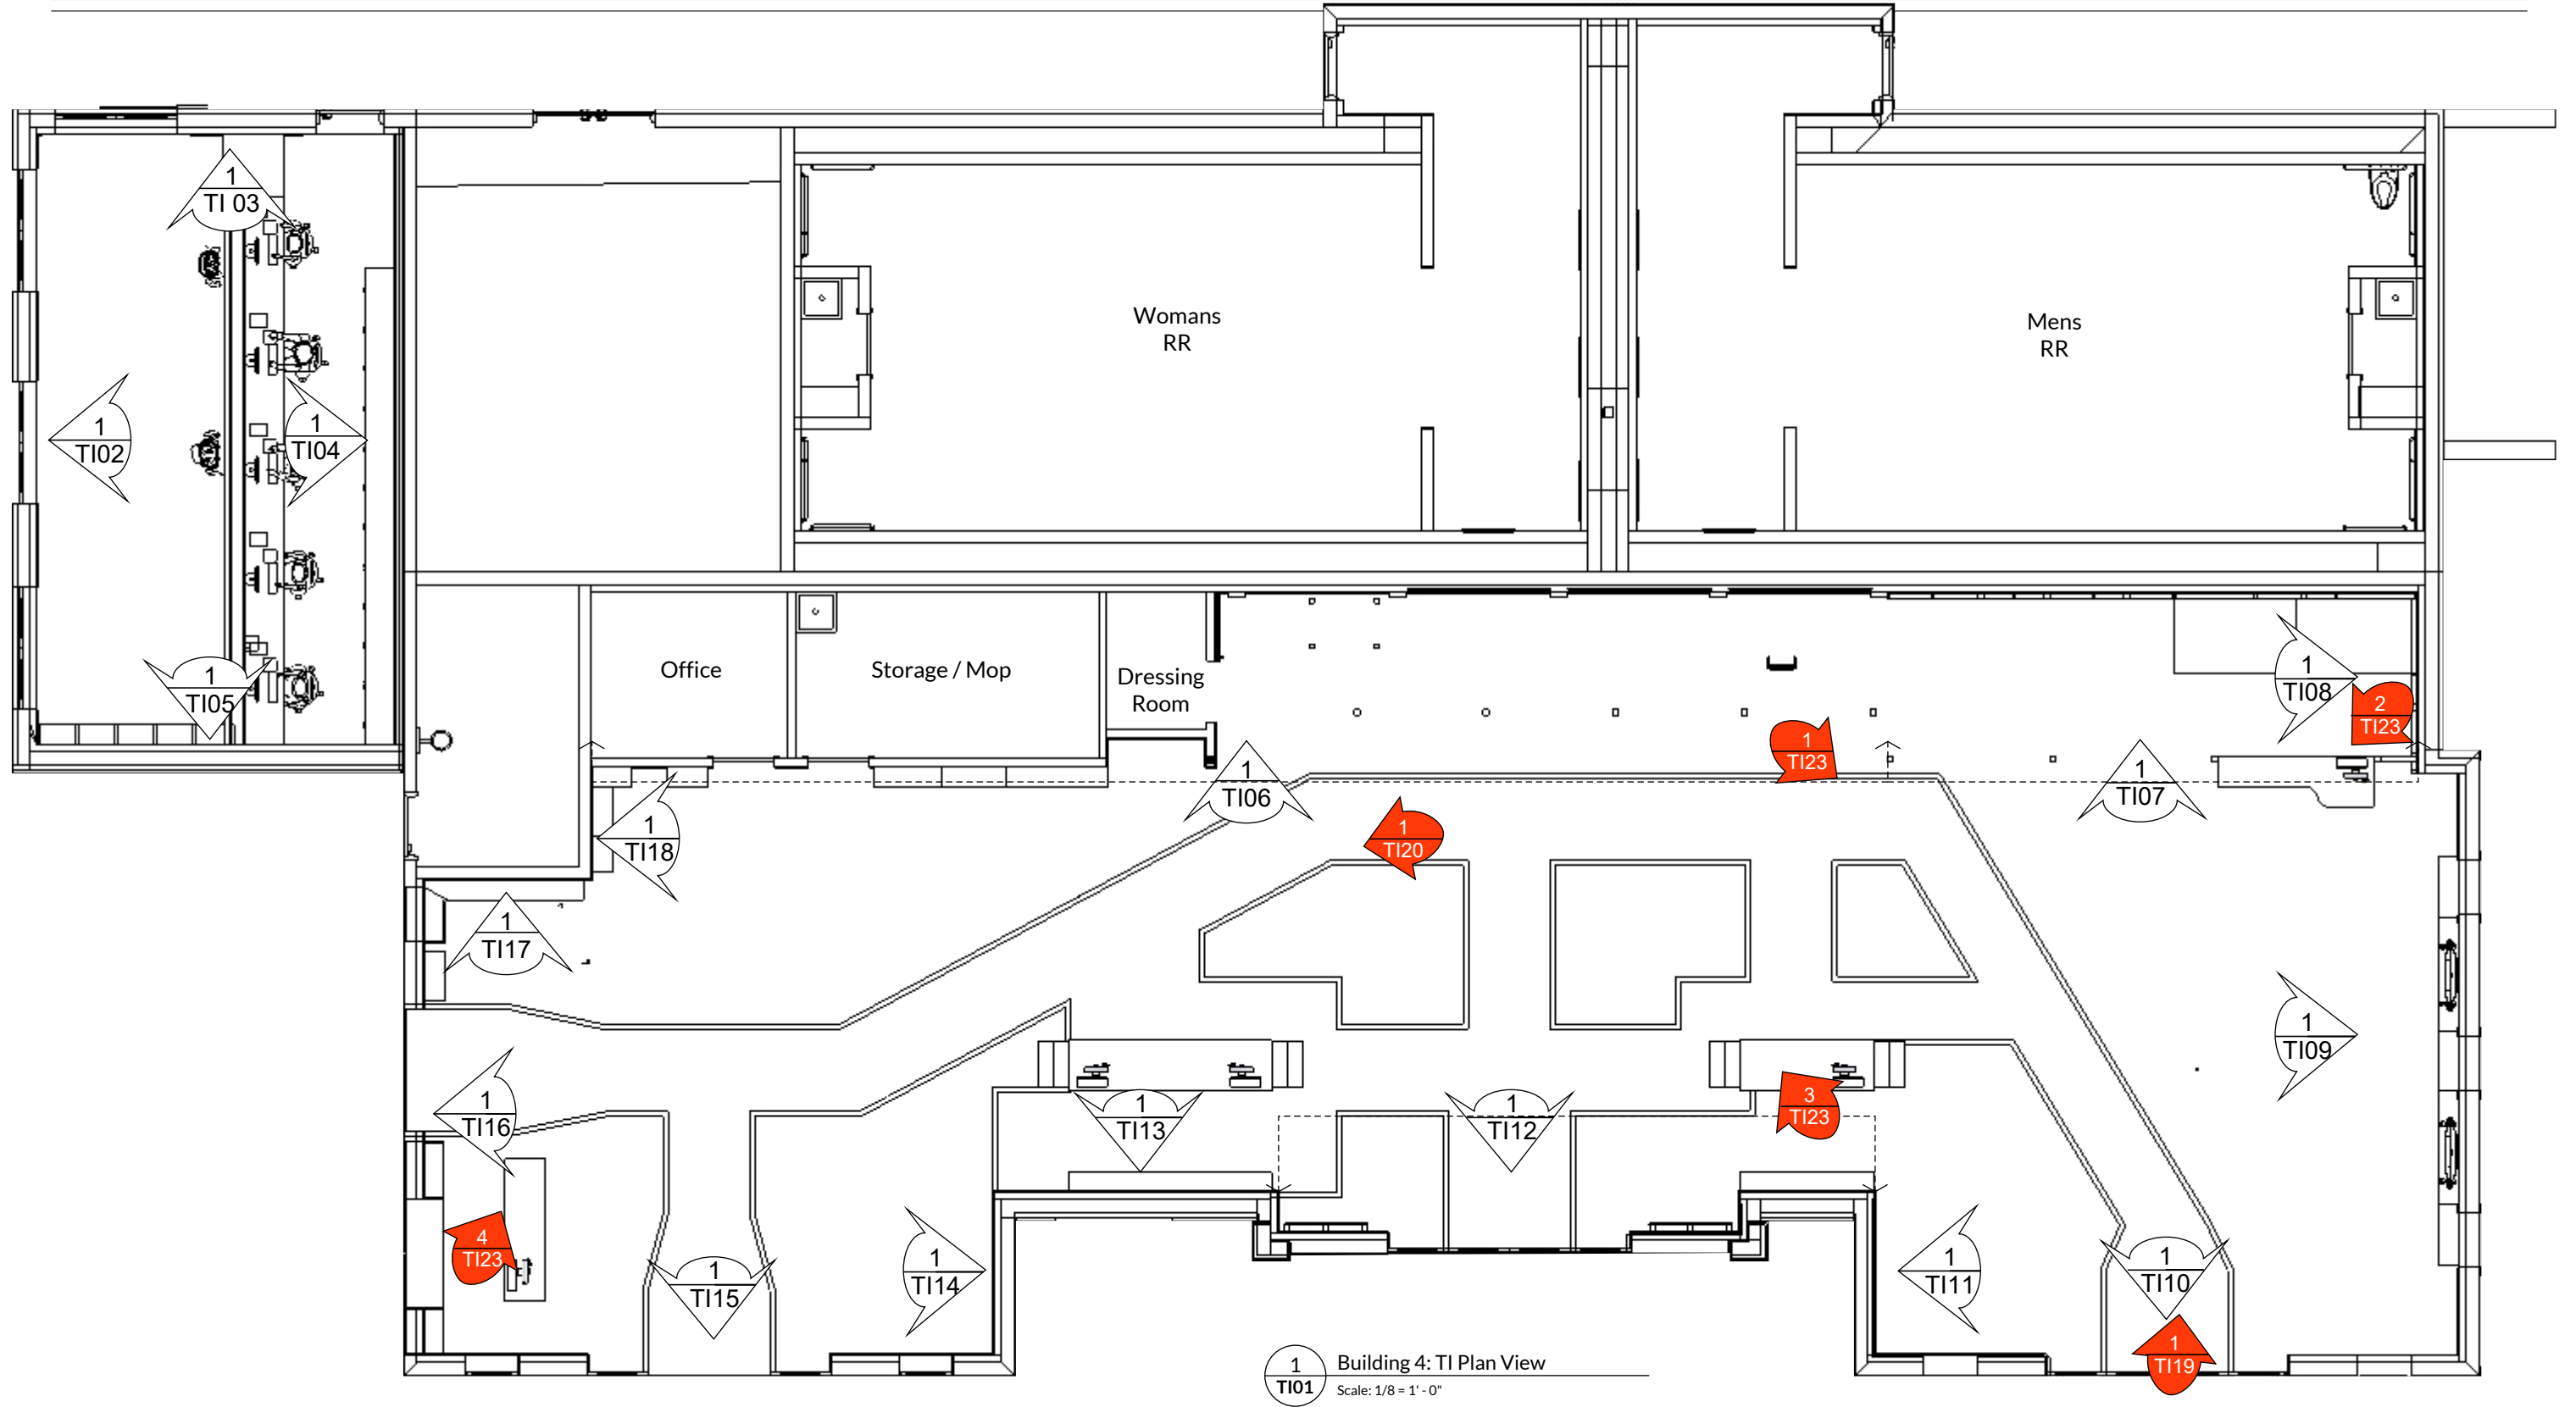 1
TI 03
Womans
RR
Mens
RR
1
TI02
1
TI04
Office
Storage / Mop
Dressing
Room
1
TI05
1
TI08
2
TI23
1
TI23
1
TI06
1
TI07
1
TI18
1
TI20
1
TI17
1
TI09
1
TI16
1
TI13
1
TI12
3
TI23
4
TI23
1
TI15
1
TI14
1
TI11
1
TI10
1
TI19
1
TI01
Building 4: TI Plan View
Scale: 1/8 = 1' - 0"